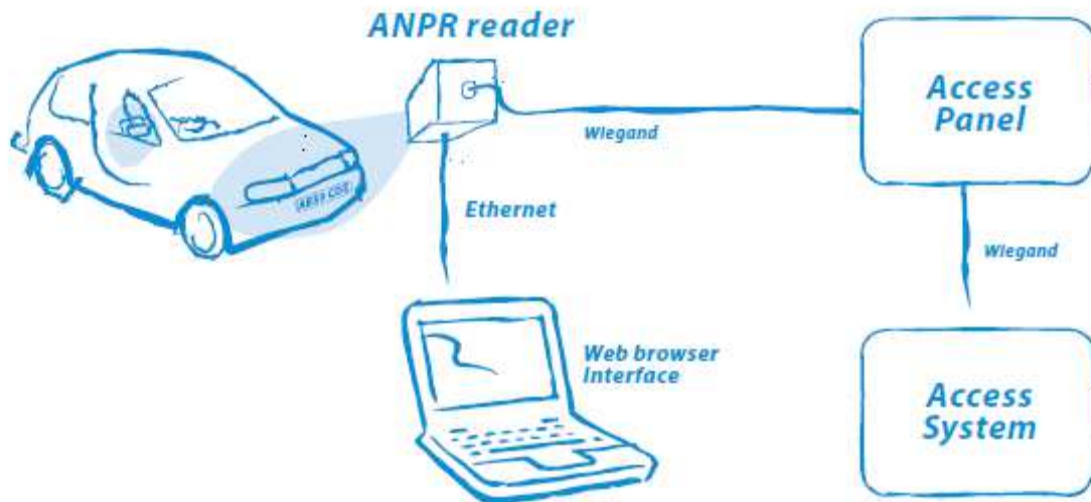 ANPR reader
Access
Panel
Wiegand
Ethernet
Wiegand
Web browser
Interface
Access
System